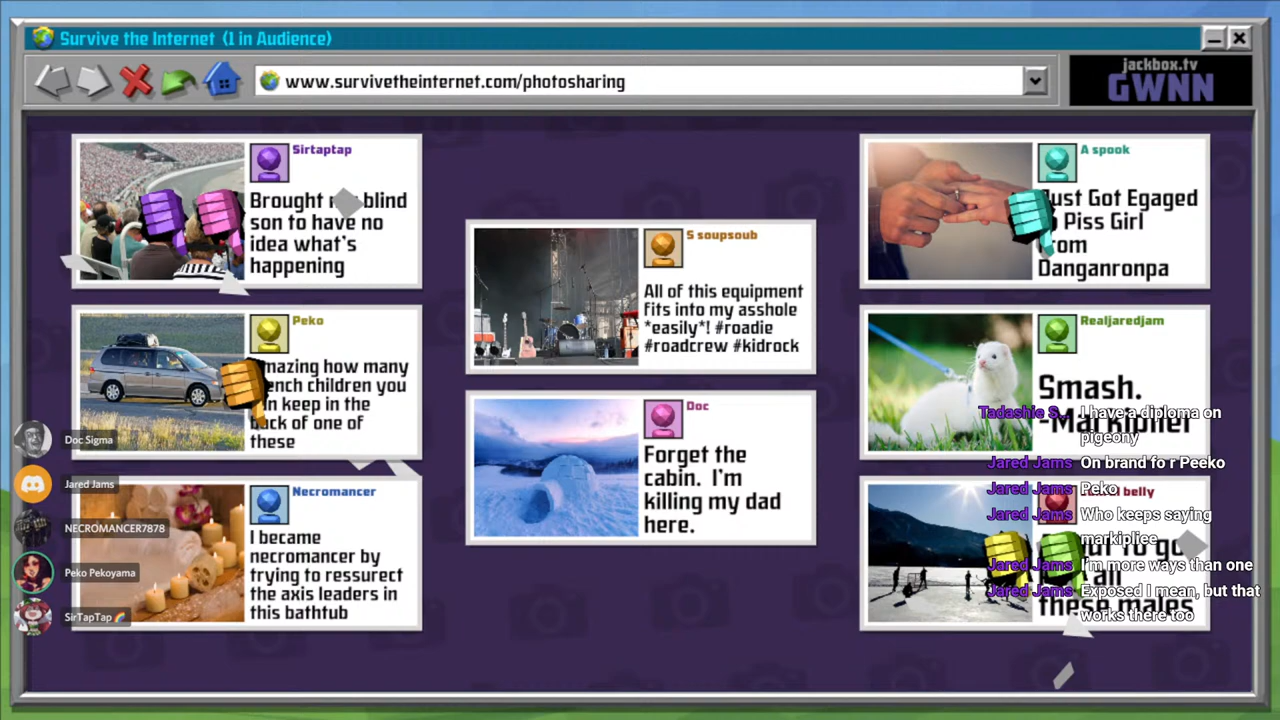 Survive the Internet (1 in Audience)
www.survivetheinternet.com/photosharing
jackbox.tv
GWNN
Sirtaptap
Brought blind
son to have no
idea what's
happening
Peko
many
children you
keep in the
of one of
these
Necromancer
I became
necromancer by
trying to ressurect
the axis leaders in
this bathtub
S soupsoub
All of this equipment
fits into my asshole
*easily*! #roadie
#roadcrew #kidrock
Doc
Forget the
cabin. I'm
killing my dad
here.
A spook
Just Got Egaged
Piss Girl
Danganronpa
Realjaredjam
Smash.
-Markiplier
belly
all
these males
Doc Sigma
Jared Jams
NECROMANCER7878
Peko Pekoyama
SirTapTap
Tadashie S... I have a diploma on
pigeony
Jared Jams On brand fo r Peeko
Jared Jams Peko
Jared Jams Who keeps saying
markipliee
Jared Jams I'm more ways than one
Jared Jams Exposed I mean, but that
works there too